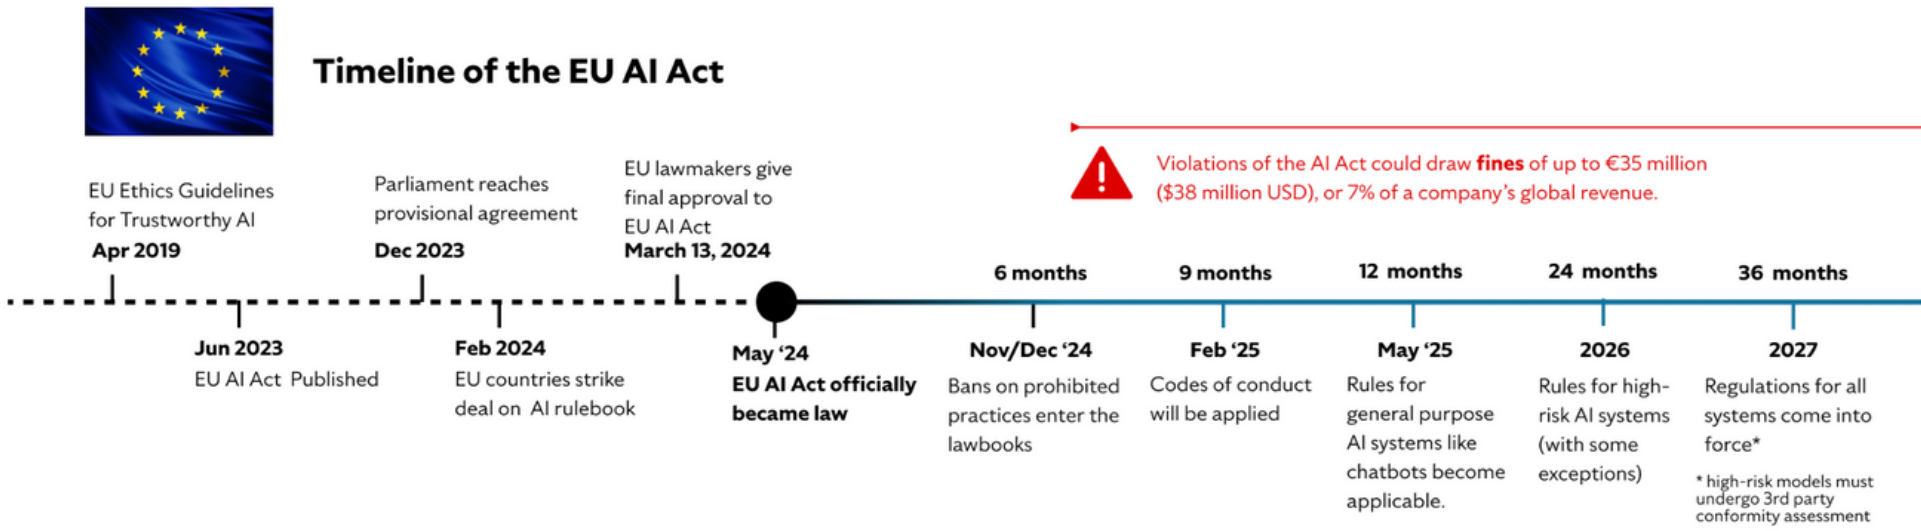 Timeline of the EU AI Act
EU Ethics Guidelines
for Trustworthy AI
Apr 2019
Jun 2023
EU AI Act Published
Parliament reaches
provisional agreement
Dec 2023
Feb 2024
EU countries strike
deal on AI rulebook
EU lawmakers give
final approval to
EU AI Act
March 13, 2024
May ‘24
EU AI Act officially
became law
Violations of the AI Act could draw fines of up to €35 million
($38 million USD), or 7% of a company’s global revenue.
6 months
Nov/Dec ‘24
Bans on prohibited
practices enter the
lawbooks
9 months
Feb ‘25
Codes of conduct
will be applied
12 months
May ‘25
Rules for
general purpose
AI systems like
chatbots become
applicable.
24 months
2026
Rules for high-
risk AI systems
(with some
exceptions)
36 months
2027
Regulations for all
systems come into
force*
* high-risk models must
undergo 3rd party
conformity assessment